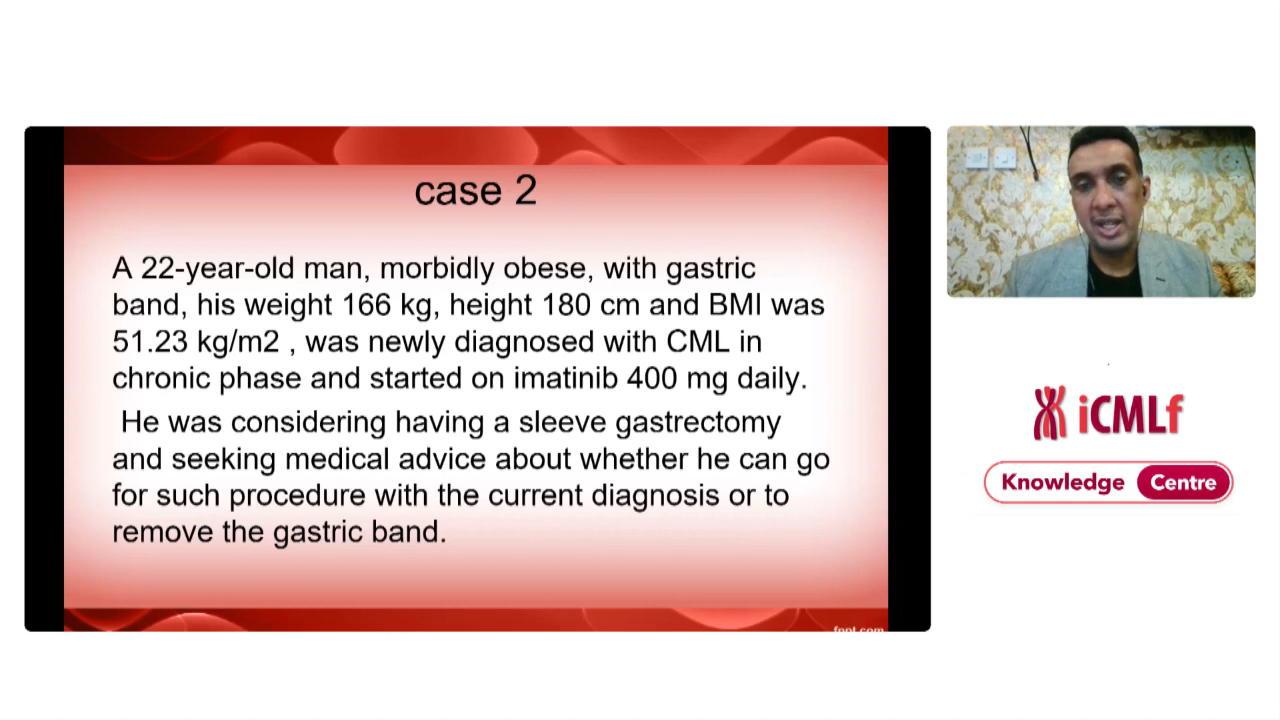 case 2
A 22-year-old man, morbidly obese, with gastric
band, his weight 166 kg, height 180 cm and BMI was
51.23 kg/m2 , was newly diagnosed with CML in
chronic phase and started on imatinib 400 mg daily.
He was considering having a sleeve gastrectomy
and seeking medical advice about whether he can go
for such procedure with the current diagnosis or to
remove the gastric band.
fppt.com
iCMLf
Knowledge Centre